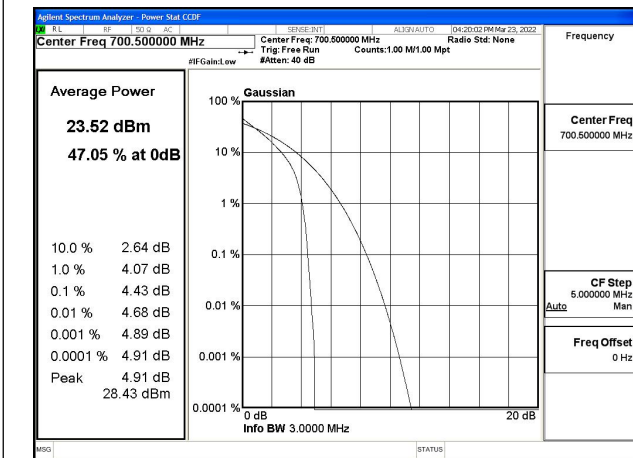 Agilent Spectrum Analyzer - Power Stat CCDF
RL RF 50 Ω AC SENSE:INT ALIGN AUTO 04:20:02 PM Mar 23, 2022
Center Freq 700.500000 MHz
Center Freq: 700.500000 MHz Radio Std: None
Trig: Free Run Counts:1.00 M/1.00 Mpt
#IFGain:Low #Atten: 40 dB
Frequency
Average Power
23.52 dBm
47.05 % at 0dB
10.0 % 2.64 dB
1.0 % 4.07 dB
0.1 % 4.43 dB
0.01 % 4.68 dB
0.001 % 4.89 dB
0.0001 % 4.91 dB
Peak 4.91 dB
28.43 dBm
Gaussian
100 %
10 %
1 %
0.1 %
0.01 %
0.001 %
0.0001 %
0 dB 20 dB
Info BW 3.0000 MHz
Center Freq
700.500000 MHz
CF Step
5.000000 MHz
Auto Man
Freq Offset
0 Hz
MSG STATUS